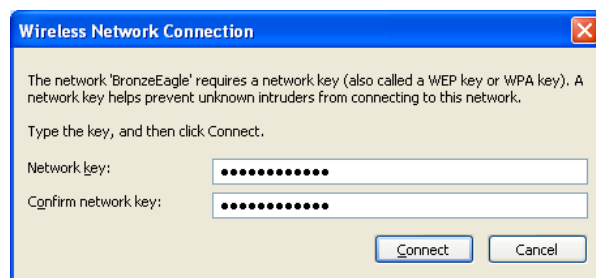 Wireless Network Connection
The network 'BronzeEagle' requires a network key (also called a WEP key or WPA key). A
network key helps prevent unknown intruders from connecting to this network.
Type the key, and then click Connect.
Network key: ••••••••••••
Confirm network key: ••••••••••••
Connect Cancel